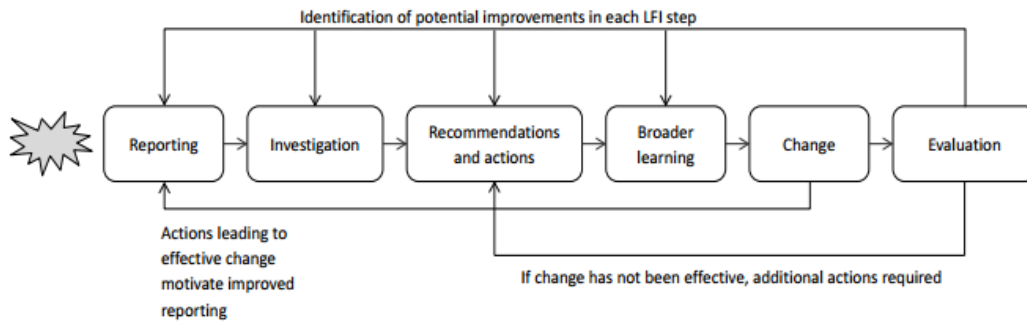 Identification of potential improvements in each LFI step
Reporting
Investigation
Recommendations
and actions
Broader
learning
Change
Evaluation
Actions leading to
effective change
motivate improved
reporting
If change has not been effective, additional actions required